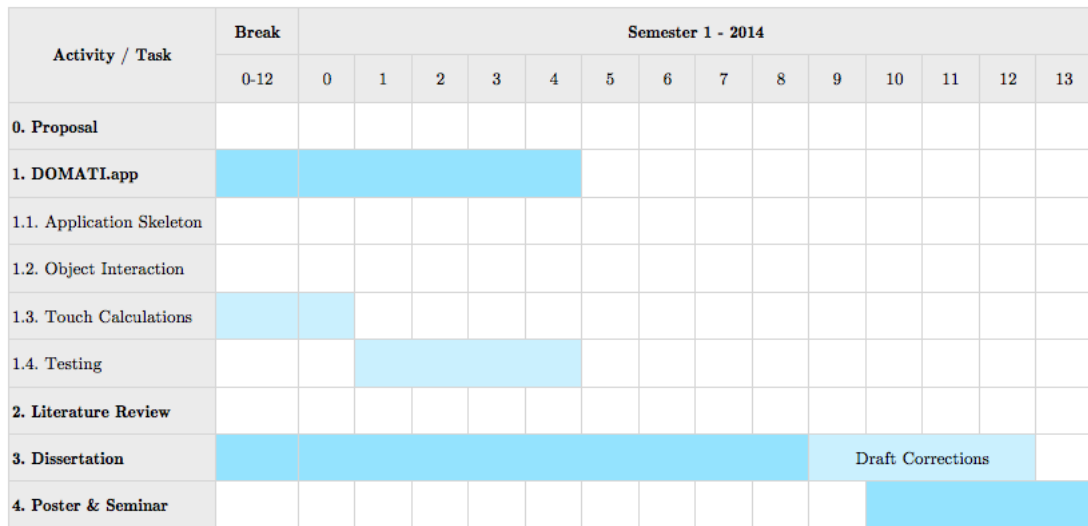 Activity / Task
Break
Semester 1 - 2014
0-12 0 1 2 3 4 5 6 7 8 9 10 11 12 13
0. Proposal
1. DOMATI.app
1.1. Application Skeleton
1.2. Object Interaction
1.3. Touch Calculations
1.4. Testing
2. Literature Review
3. Dissertation Draft Corrections
4. Poster & Seminar